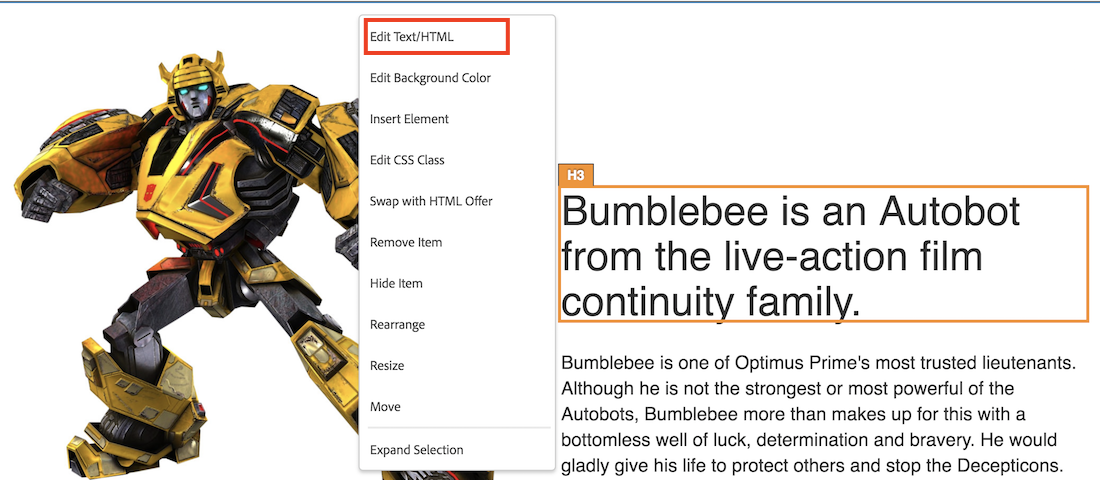 Edit Text/HTML
Edit Background Color
Insert Element
Edit CSS Class
Swap with HTML Offer
Remove Item
Hide Item
Rearrange
Resize
Move
Expand Selection
H3
Bumblebee is an Autobot
from the live-action film
continuity family.
Bumblebee is one of Optimus Prime's most trusted lieutenants.
Although he is not the strongest or most powerful of the
Autobots, Bumblebee more than makes up for this with a
bottomless well of luck, determination and bravery. He would
gladly give his life to protect others and stop the Decepticons.